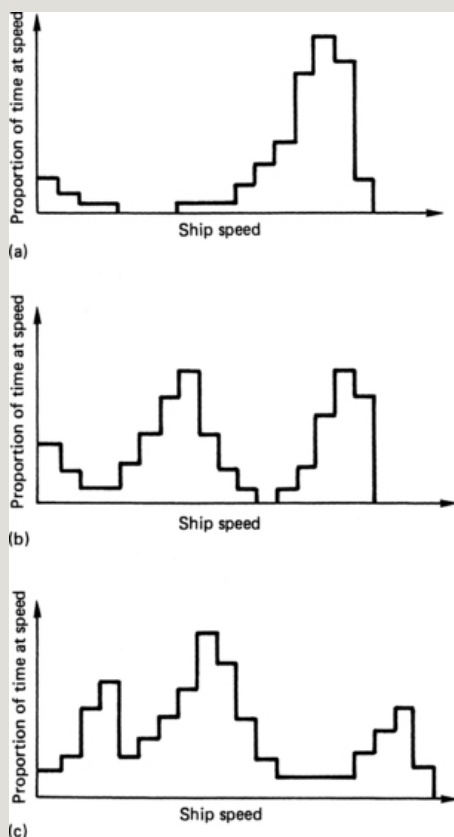 Proportion of time at speed
Ship speed
(a)
Proportion of time at speed
Ship speed
(b)
Proportion of time at speed
Ship speed
(c)